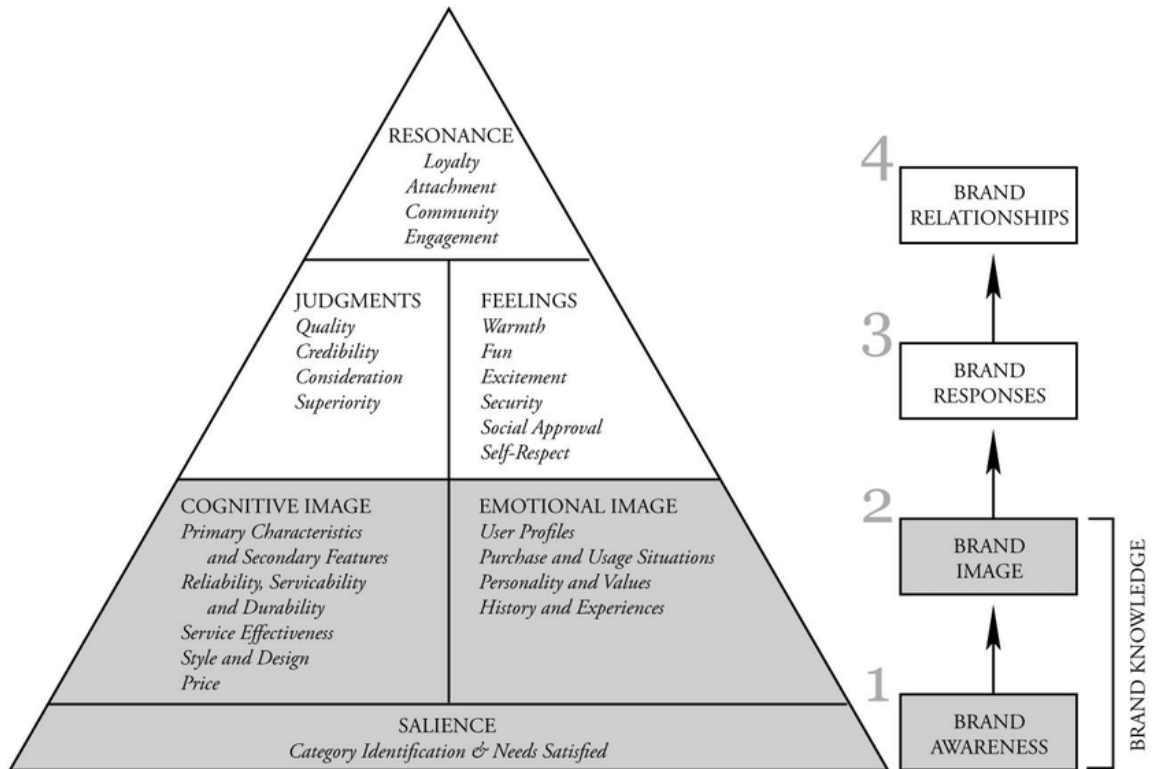 RESONANCE
Loyalty
Attachment
Community
Engagement
JUDGMENTS
Quality
Credibility
Consideration
Superiority
FEELINGS
Warmth
Fun
Excitement
Security
Social Approval
Self-Respect
COGNITIVE IMAGE
Primary Characteristics
and Secondary Features
Reliability, Servicability
and Durability
Service Effectiveness
Style and Design
Price
EMOTIONAL IMAGE
User Profiles
Purchase and Usage Situations
Personality and Values
History and Experiences
SALIENCE
Category Identification & Needs Satisfied
4
BRAND
RELATIONSHIPS
3
BRAND
RESPONSES
2
BRAND
IMAGE
1
BRAND
AWARENESS
BRAND KNOWLEDGE